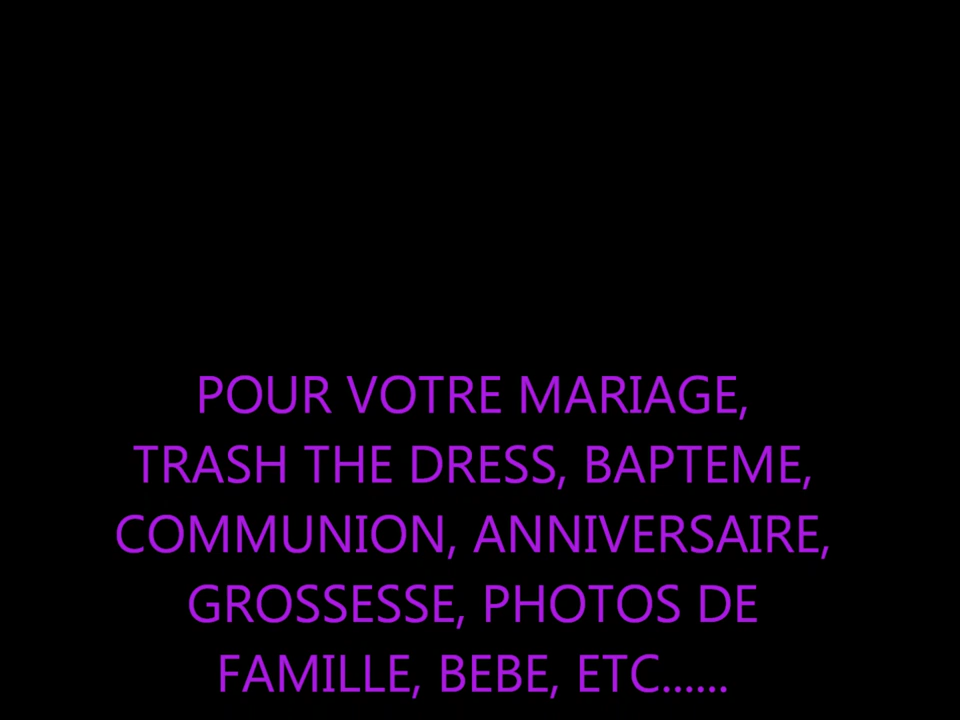 POUR VOTRE MARIAGE,
TRASH THE DRESS, BAPTEME,
COMMUNION, ANNIVERSAIRE,
GROSSESSE, PHOTOS DE
FAMILLE, BEBE, ETC......